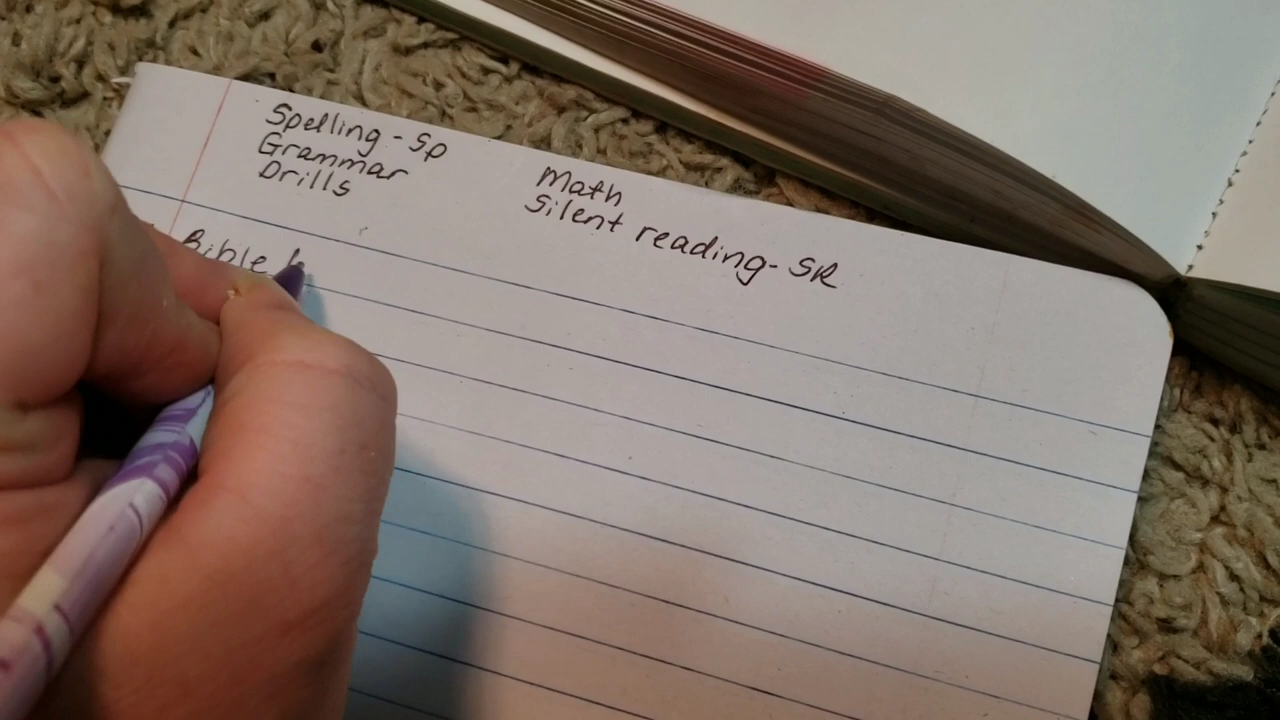 Spelling - Sp
Grammar
Drills
Math
Silent reading - SR
Bible